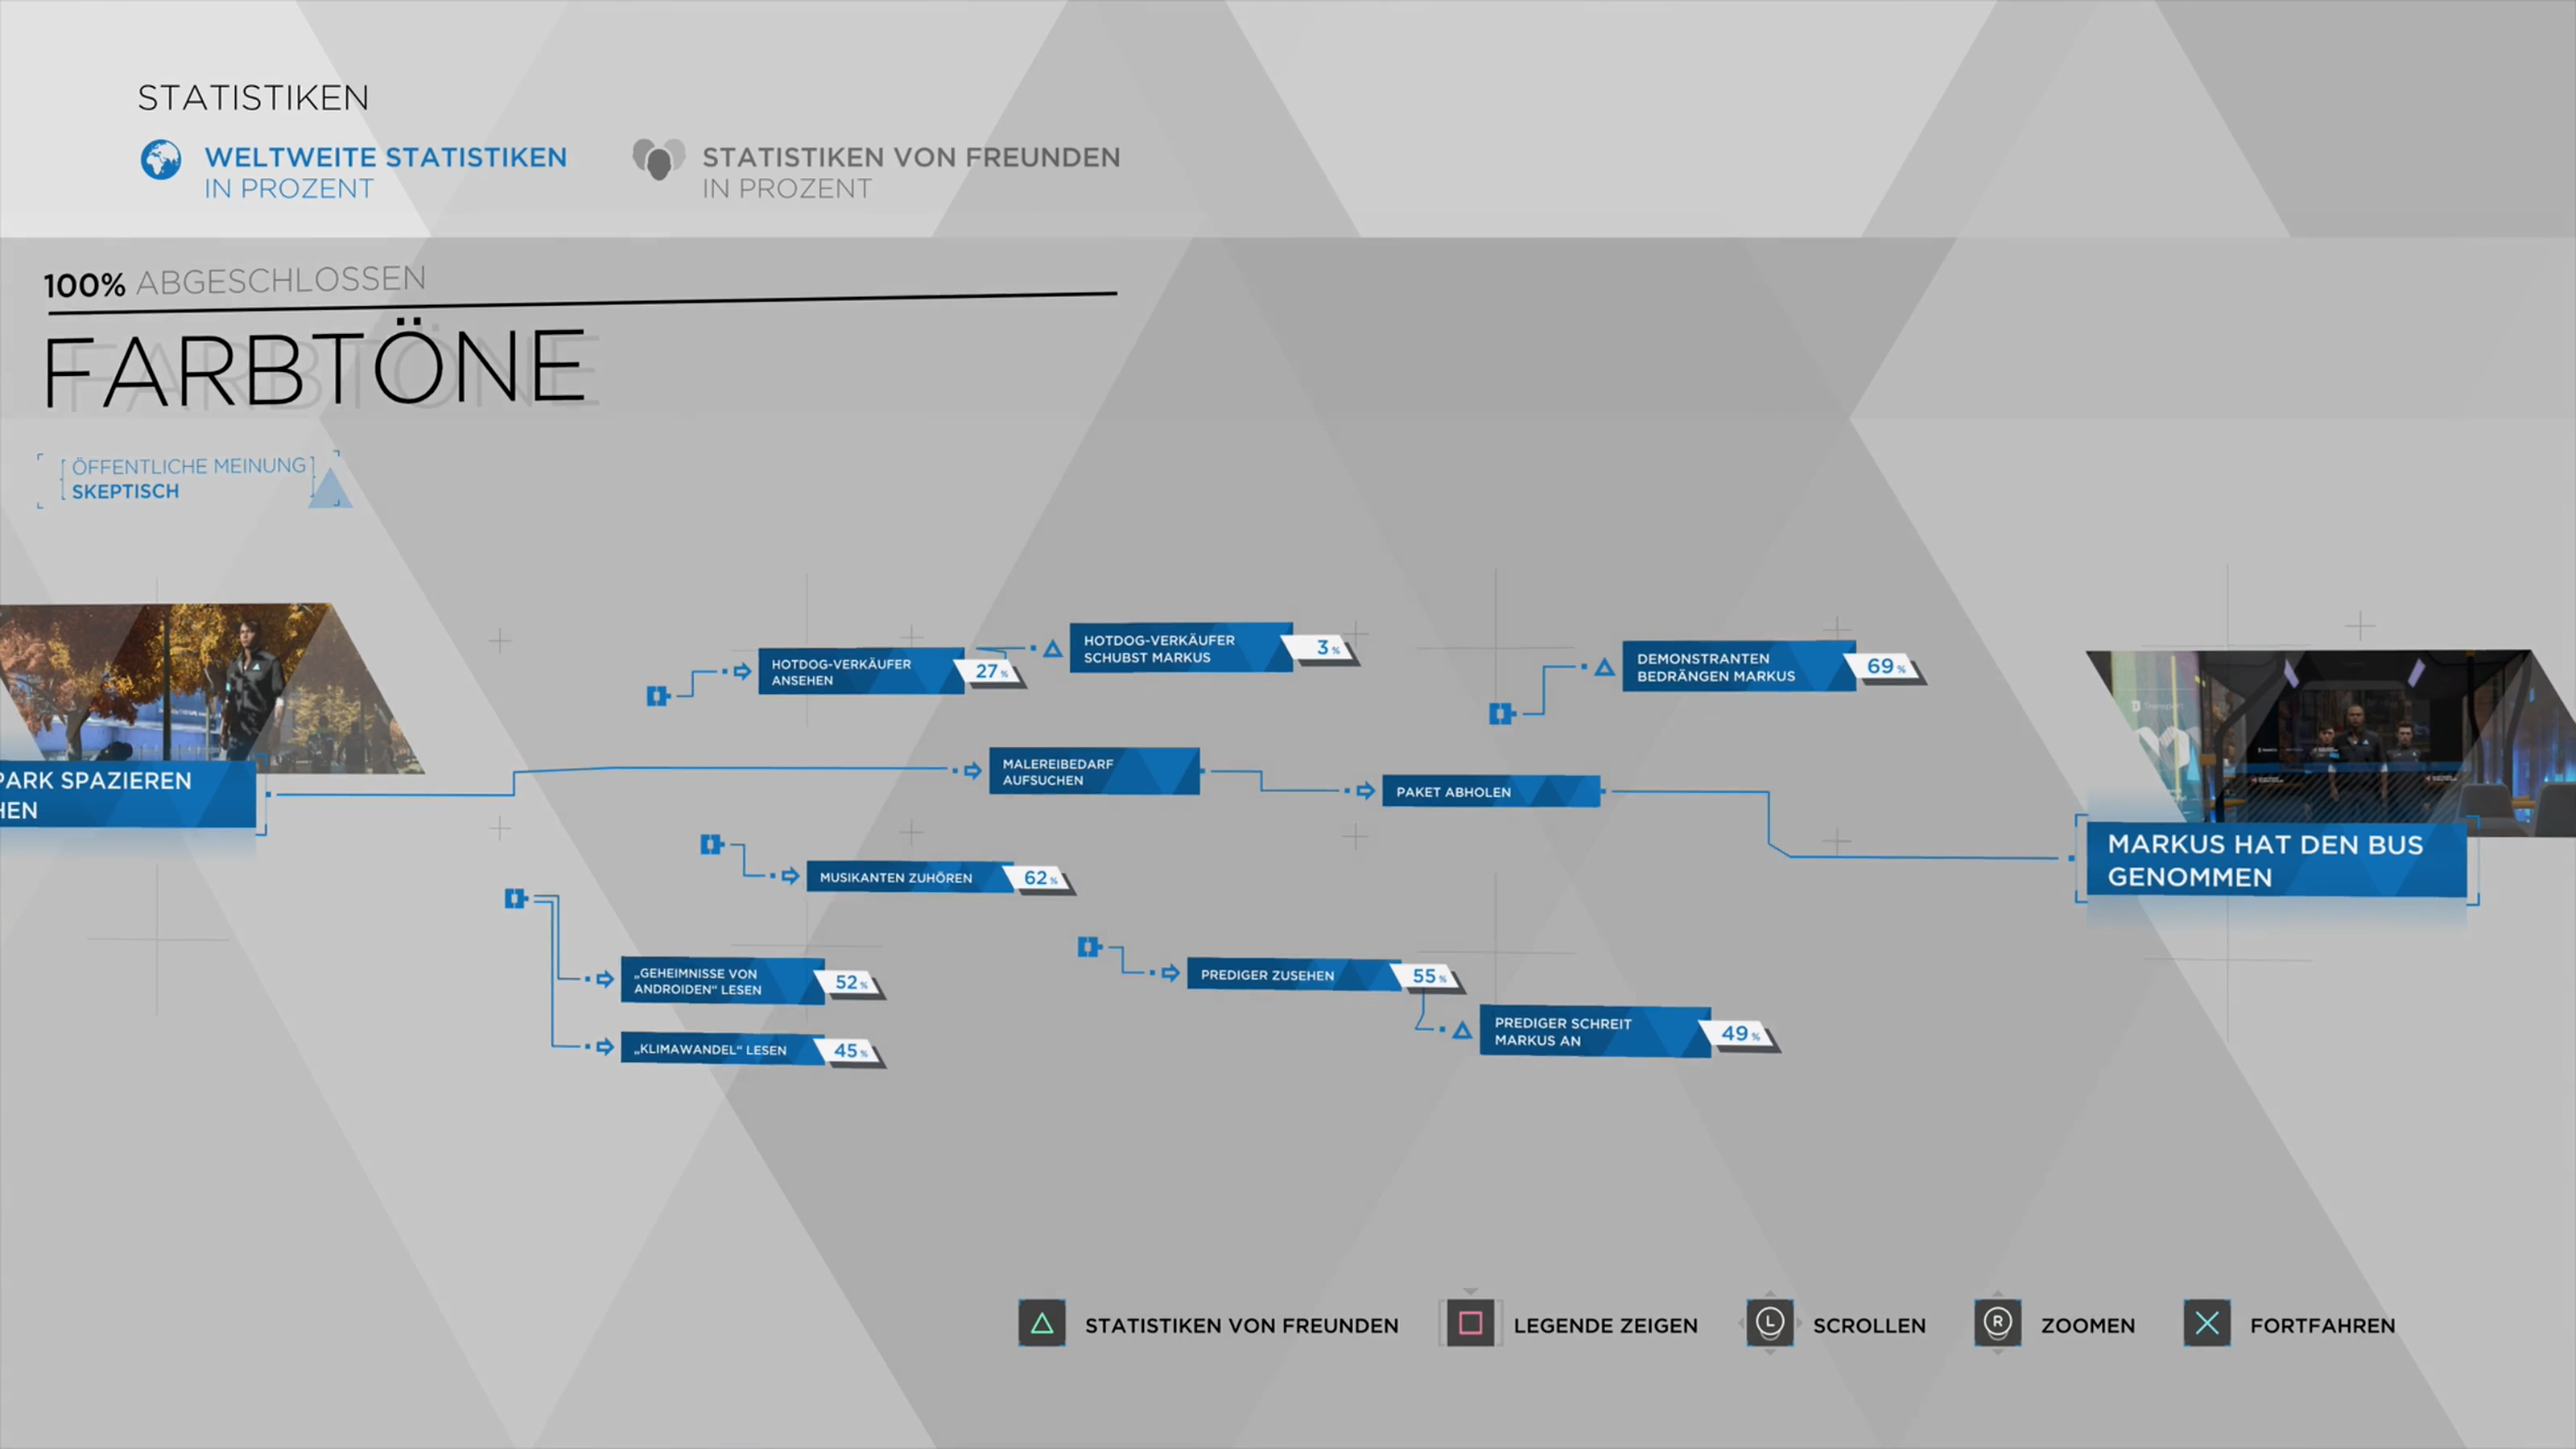 STATISTIKEN
WELTWEITE STATISTIKEN
IN PROZENT
STATISTIKEN VON FREUNDEN
IN PROZENT
100% ABGESCHLOSSEN
FARBTÖNE
ÖFFENTLICHE MEINUNG
SKEPTISCH
PARK SPAZIEREN
HEN
HOTDOG-VERKÄUFER
ANSEHEN
27%
HOTDOG-VERKÄUFER
SCHUBST MARKUS
3%
DEMONSTRANTEN
BEDRÄNGEN MARKUS
69%
MALEREIBEDARF
AUFSUCHEN
PAKET ABHOLEN
MUSIKANTEN ZUHÖREN
62%
„GEHEIMNISSE VON
ANDROIDEN“ LESEN
52%
„KLIMAWANDEL“ LESEN
45%
PREDIGER ZUSEHEN
55%
PREDIGER SCHREIT
MARKUS AN
49%
Transport
MARKUS HAT DEN BUS
GENOMMEN
STATISTIKEN VON FREUNDEN
LEGENDE ZEIGEN
L
SCROLLEN
R
ZOOMEN
FORTFAHREN